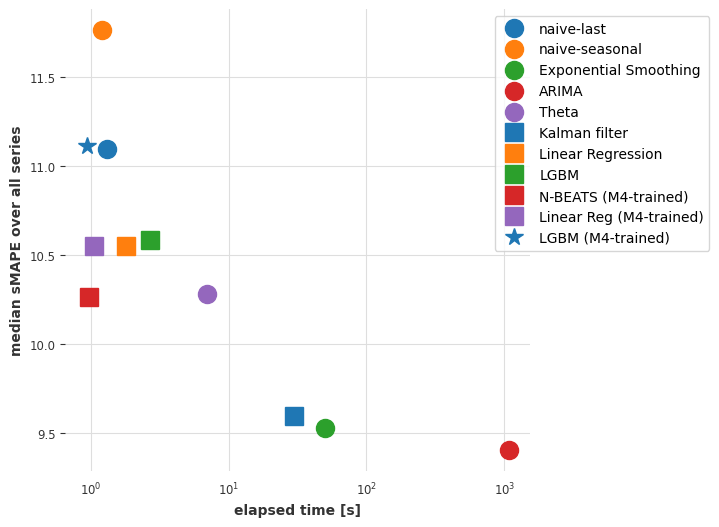 naive-last
naive-seasonal
Exponential Smoothing
ARIMA
Theta
Kalman filter
Linear Regression
LGBM
N-BEATS (M4-trained)
Linear Reg (M4-trained)
LGBM (M4-trained)
median sMAPE over all series
11.5
11.0
10.5
10.0
9.5
10⁰
10¹
10²
10³
elapsed time [s]